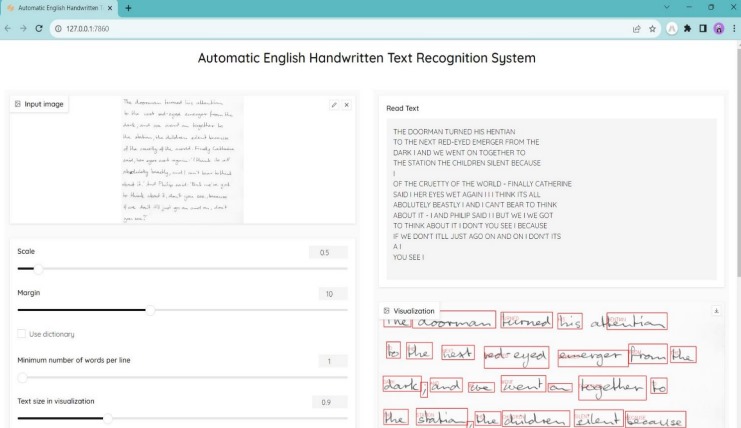 Automatic English Handwritten T
127.0.0.1:7860
Automatic English Handwritten Text Recognition System
Input image
The doorman turned his attention
to the next red-eyed emerger from the
dark, and we went on together to
the station, the children silent because
of the cruelty of the world. Finally Catherine
said, her eyes wet again: I think its all
absolutely beastly, and I can't bear to think
about it. And Philip said: But we've got
to think about it, don't you see, because
if we don't itll just go on and on, don't
you see?
Scale
0.5
Margin
10
Use dictionary
Minimum number of words per line
1
Text size in visualization
0.9
Read Text
THE DOORMAN TURNED HIS HENTIAN
TO THE NEXT RED-EYED EMERGER FROM THE
DARK I AND WE WENT ON TOGETHER TO
THE STATION THE CHILDREN SILENT BECAUSE
I
OF THE CRUETTY OF THE WORLD - FINALLY CATHERINE
SAID I HER EYES WET AGAIN I I I THINK ITS ALL
ABOLUTELY BEASTLY I AND I CAN'T BEAR TO THINK
ABOUT IT - I AND PHILIP SAID I I BUT WE I WE GOT
TO THINK ABOUT IT I DON'T YOU SEE I BECAUSE
IF WE DON'T ITLL JUST AGO ON AND ON I DON'T ITS
A I
YOU SEE I
Visualization
The doorman turned his attention
to the next red-eyed emerger from the
dark, and we went on together to
the station, the children silent because